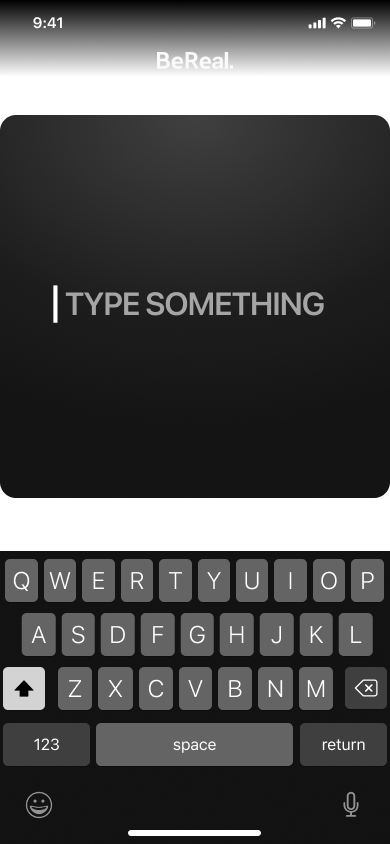 9:41
BeReal.
TYPE SOMETHING
Q W E R T Y U I O P
A S D F G H J K L
Z X C V B N M
123 space return